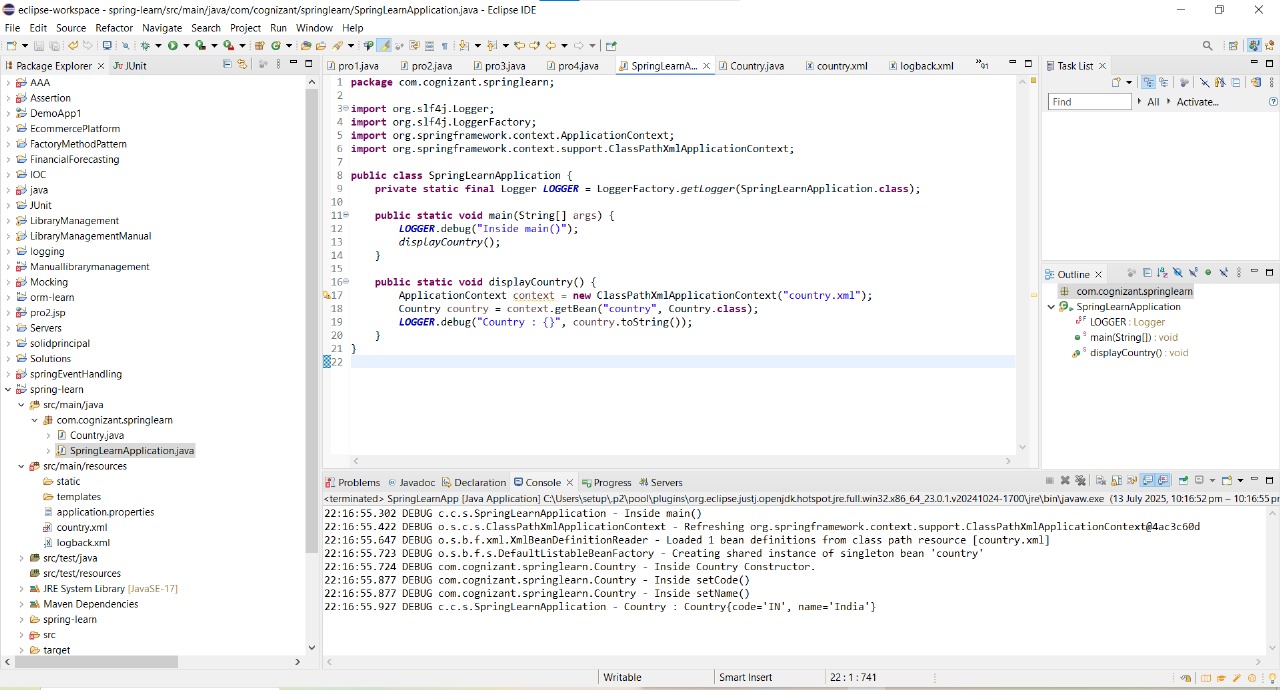 eclipse-workspace - spring-learn/src/main/java/com/cognizant/springlearn/SpringLearnApplication.java - Eclipse IDE
File Edit Source Refactor Navigate Search Project Run Window Help
Package Explorer JUnit
AAA
Assertion
DemoApp1
EcommercePlatform
FactoryMethodPattern
FinancialForecasting
IOC
java
JUnit
LibraryManagement
LibraryManagementManual
logging
Manuallibrarymanagement
Mocking
orm-learn
pro2.jsp
Servers
solidprincipal
Solutions
springEventHandling
spring-learn
src/main/java
com.cognizant.springlearn
Country.java
SpringLearnApplication.java
src/main/resources
static
templates
application.properties
country.xml
logback.xml
src/test/java
src/test/resources
JRE System Library [JavaSE-17]
Maven Dependencies
spring-learn
src
target
pro1.java pro2.java pro3.java pro4.java SpringLearnA... Country.java country.xml logback.xml »91
1 package com.cognizant.springlearn;
2
3 import org.slf4j.Logger;
4 import org.slf4j.LoggerFactory;
5 import org.springframework.context.ApplicationContext;
6 import org.springframework.context.support.ClassPathXmlApplicationContext;
7
8 public class SpringLearnApplication {
9     private static final Logger LOGGER = LoggerFactory.getLogger(SpringLearnApplication.class);
10
11     public static void main(String[] args) {
12         LOGGER.debug("Inside main()");
13         displayCountry();
14     }
15
16     public static void displayCountry() {
17         ApplicationContext context = new ClassPathXmlApplicationContext("country.xml");
18         Country country = context.getBean("country", Country.class);
19         LOGGER.debug("Country : {}", country.toString());
20     }
21 }
22
Task List
Find All Activate...
Outline
com.cognizant.springlearn
SpringLearnApplication
LOGGER : Logger
main(String[]) : void
displayCountry() : void
Problems Javadoc Declaration Console Progress Servers
<terminated> SpringLearnApp [Java Application] C:\Users\setup\.p2\pool\plugins\org.eclipse.justj.openjdk.hotspot.jre.full.win32.x86_64_23.0.1.v20241024-1700\jre\bin\javaw.exe (13 July 2025, 10:16:52 pm – 10:16:55 pr
22:16:55.302 DEBUG c.c.s.SpringLearnApplication - Inside main()
22:16:55.422 DEBUG o.s.c.s.ClassPathXmlApplicationContext - Refreshing org.springframework.context.support.ClassPathXmlApplicationContext@4ac3c60d
22:16:55.647 DEBUG o.s.b.f.xml.XmlBeanDefinitionReader - Loaded 1 bean definitions from class path resource [country.xml]
22:16:55.723 DEBUG o.s.b.f.s.DefaultListableBeanFactory - Creating shared instance of singleton bean 'country'
22:16:55.724 DEBUG com.cognizant.springlearn.Country - Inside Country Constructor.
22:16:55.877 DEBUG com.cognizant.springlearn.Country - Inside setCode()
22:16:55.877 DEBUG com.cognizant.springlearn.Country - Inside setName()
22:16:55.927 DEBUG c.c.s.SpringLearnApplication - Country : Country{code='IN', name='India'}
Writable Smart Insert 22 : 1 : 741